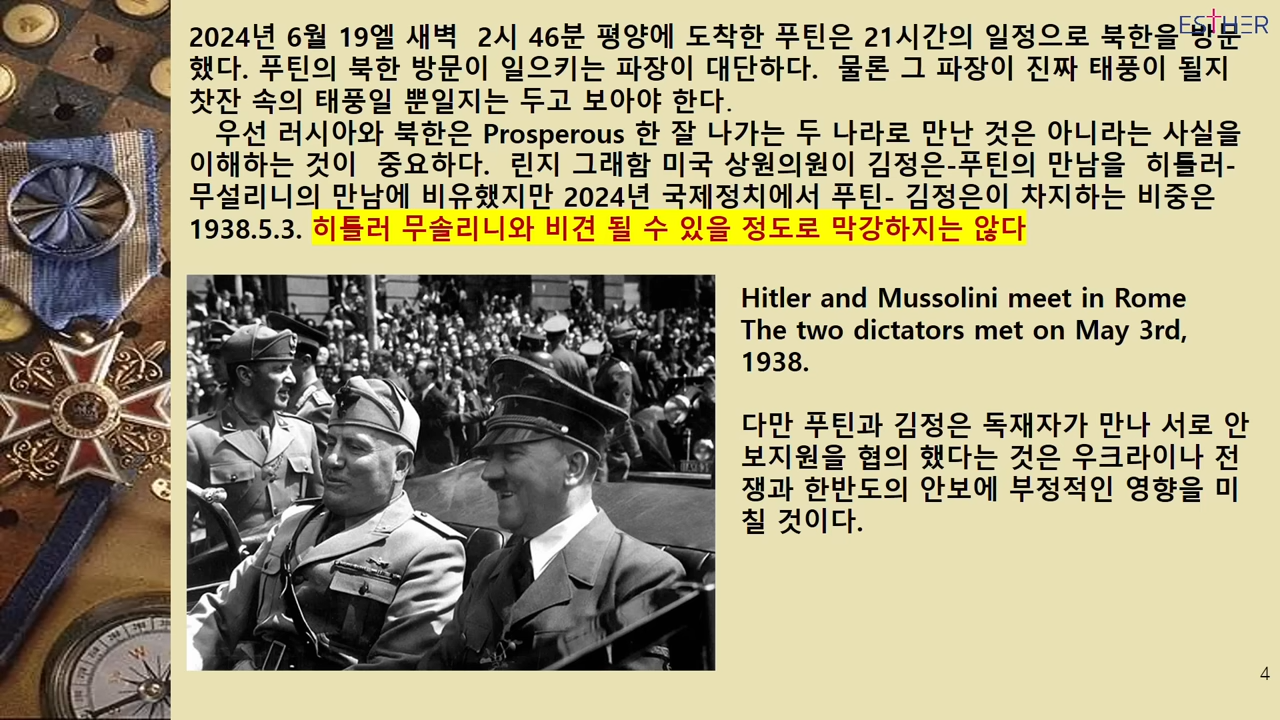 ESTHER
2024년 6월 19엘 새벽 2시 46분 평양에 도착한 푸틴은 21시간의 일정으로 북한을 방문
했다. 푸틴의 북한 방문이 일으키는 파장이 대단하다. 물론 그 파장이 진짜 태풍이 될지
찻잔 속의 태풍일 뿐일지는 두고 보아야 한다.
우선 러시아와 북한은 Prosperous 한 잘 나가는 두 나라로 만난 것은 아니라는 사실을
이해하는 것이 중요하다. 린지 그래함 미국 상원의원이 김정은-푸틴의 만남을 히틀러-
무설리니의 만남에 비유했지만 2024년 국제정치에서 푸틴- 김정은이 차지하는 비중은
1938.5.3. 히틀러 무솔리니와 비견 될 수 있을 정도로 막강하지는 않다
Hitler and Mussolini meet in Rome
The two dictators met on May 3rd,
1938.
다만 푸틴과 김정은 독재자가 만나 서로 안
보지원을 협의 했다는 것은 우크라이나 전
쟁과 한반도의 안보에 부정적인 영향을 미
칠 것이다.
4